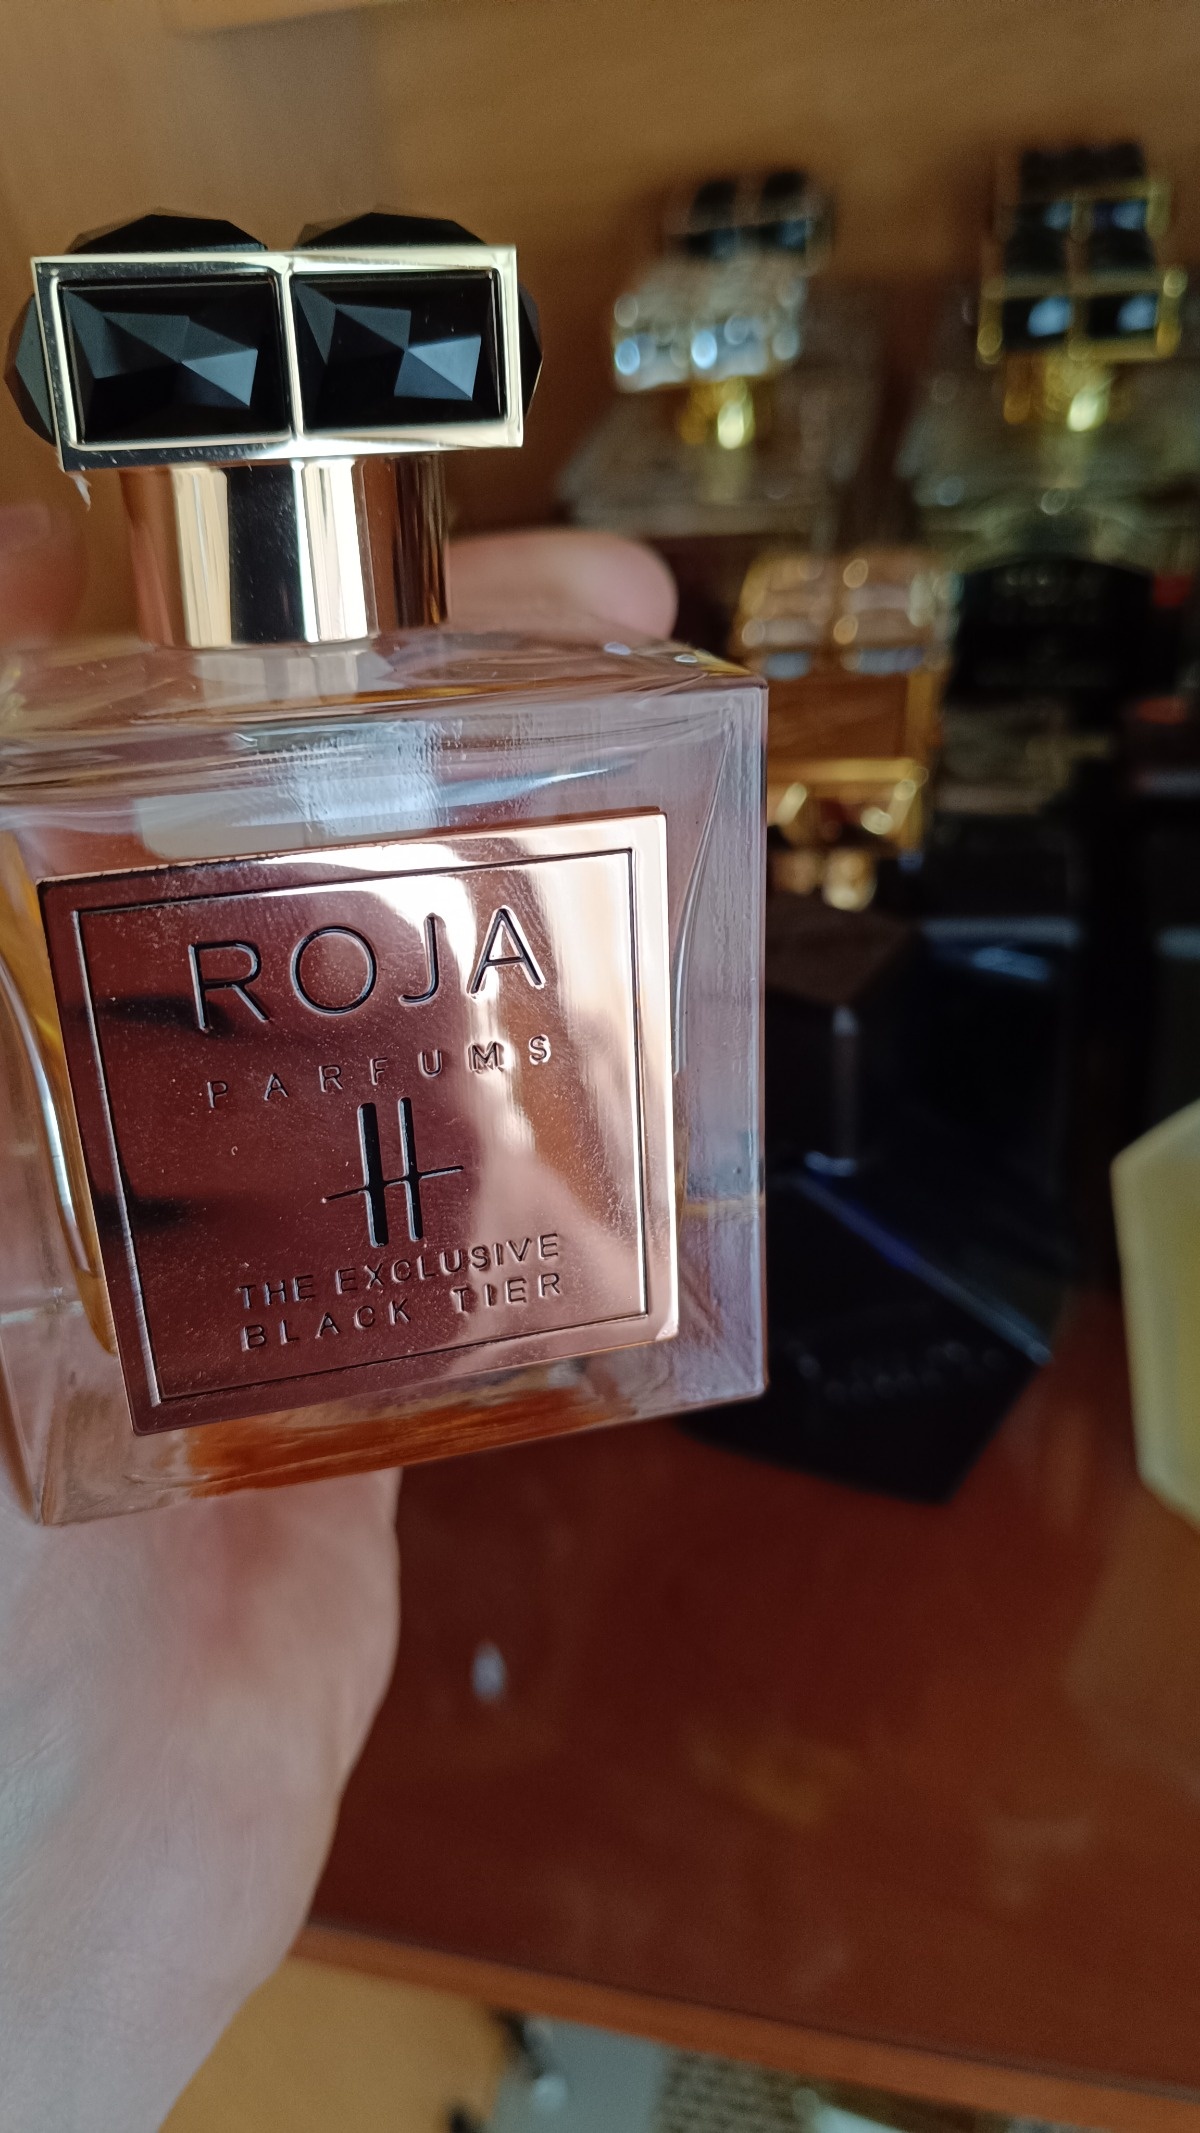 ROJA
PARFUMS
H
THE EXCLUSIVE
BLACK TIER